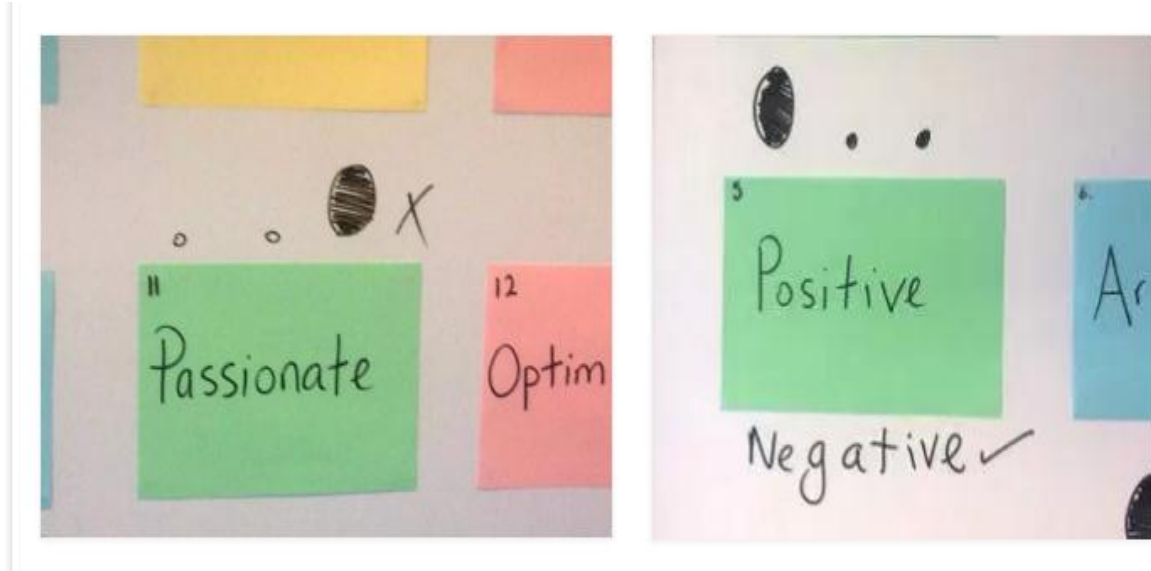 X
11
Passionate
12
Optim
5
Positive
6.
Ar
Negative ✓